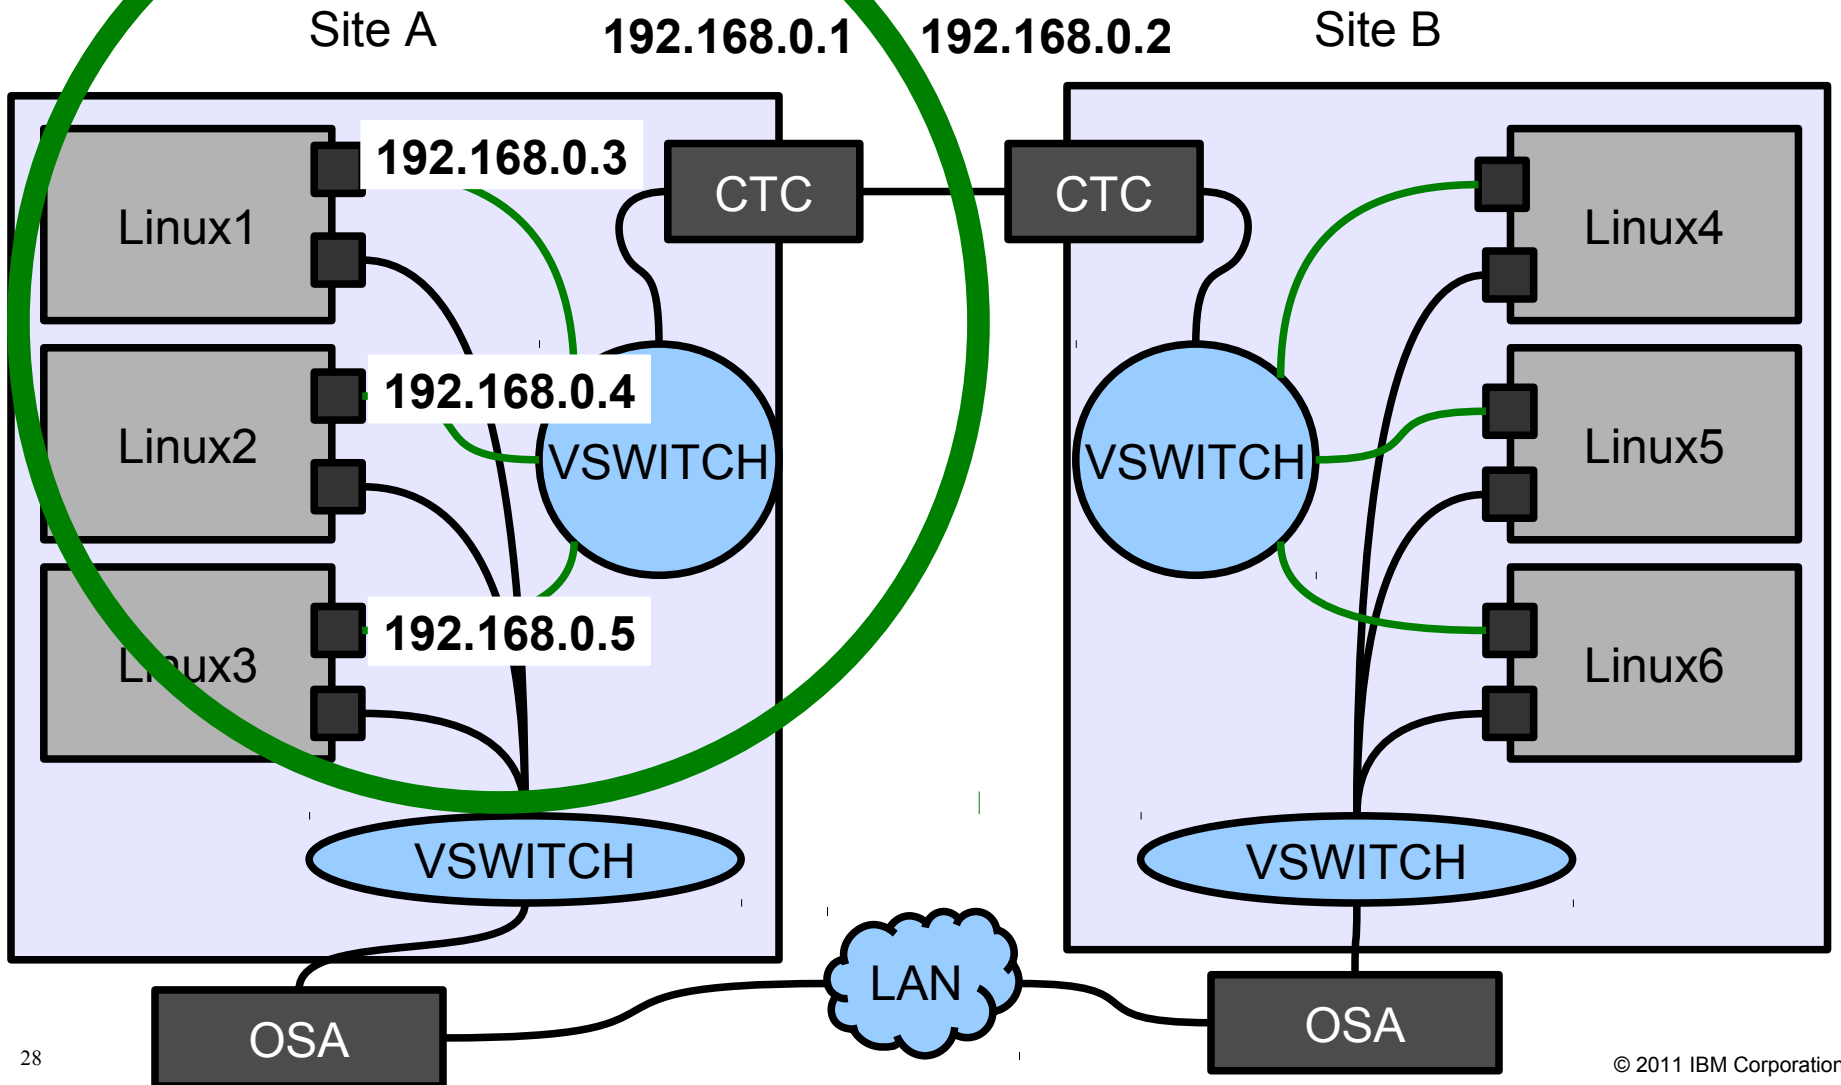 Site A
192.168.0.1
192.168.0.2
Site B
Linux1
192.168.0.3
CTC
CTC
Linux4
Linux2
192.168.0.4
VSWITCH
VSWITCH
Linux5
Linux3
192.168.0.5
Linux6
VSWITCH
VSWITCH
LAN
OSA
OSA
28
© 2011 IBM Corporation